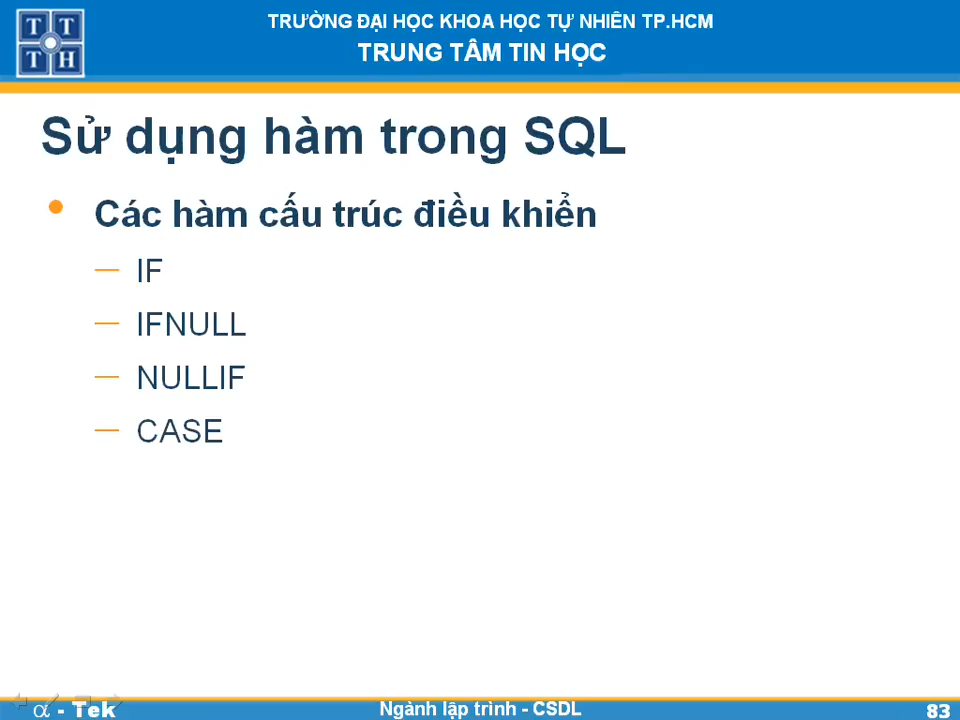 TRƯỜNG ĐẠI HỌC KHOA HỌC TỰ NHIÊN TP.HCM
TRUNG TÂM TIN HỌC
T T
T H
Sử dụng hàm trong SQL
• Các hàm cấu trúc điều khiển
– IF
– IFNULL
– NULLIF
– CASE
α - Tek
Ngành lập trình - CSDL
83